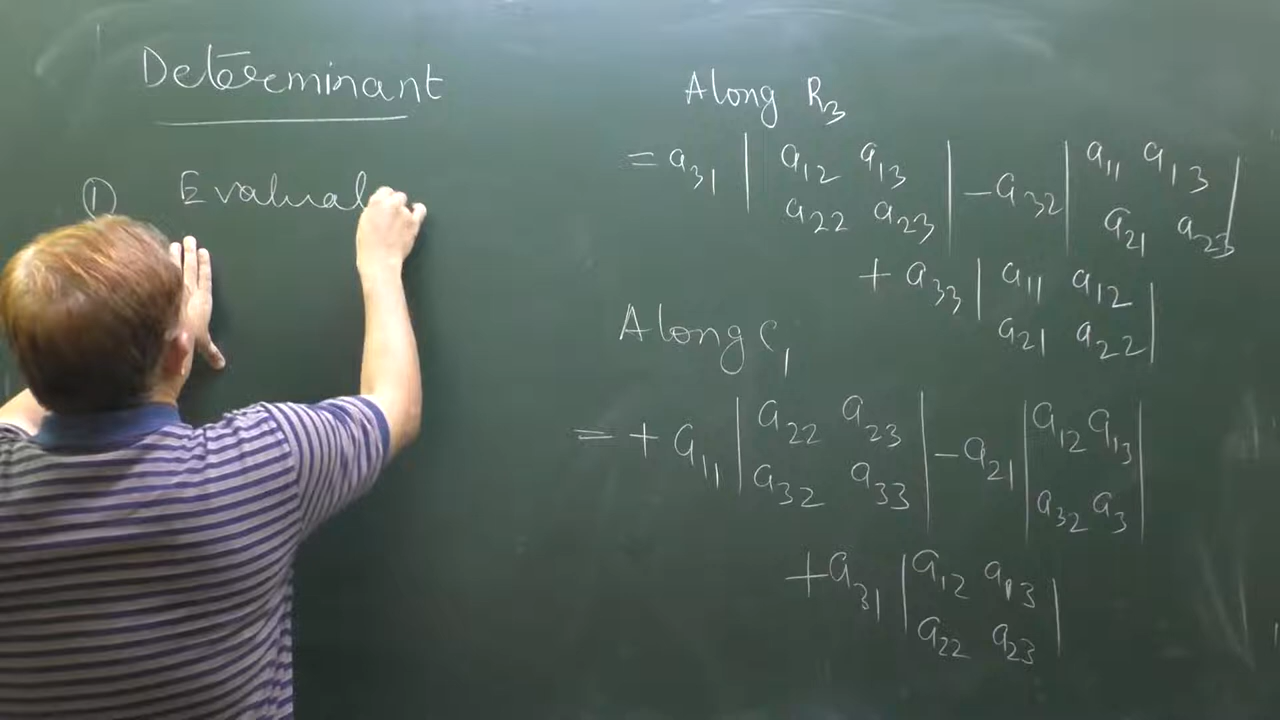 Determinant
① Evaluat
Along R₃
= a₃₁ | a₁₂ a₁₃ | - a₃₂ | a₁₁ a₁₃ |
| a₂₂ a₂₃ | | a₂₁ a₂₃ |
+ a₃₃ | a₁₁ a₁₂ |
| a₂₁ a₂₂ |
Along C₁
= + a₁₁ | a₂₂ a₂₃ | - a₂₁ | a₁₂ a₁₃ |
| a₃₂ a₃₃ | | a₃₂ a₃ |
+ a₃₁ | a₁₂ a₁₃ |
| a₂₂ a₂₃ |